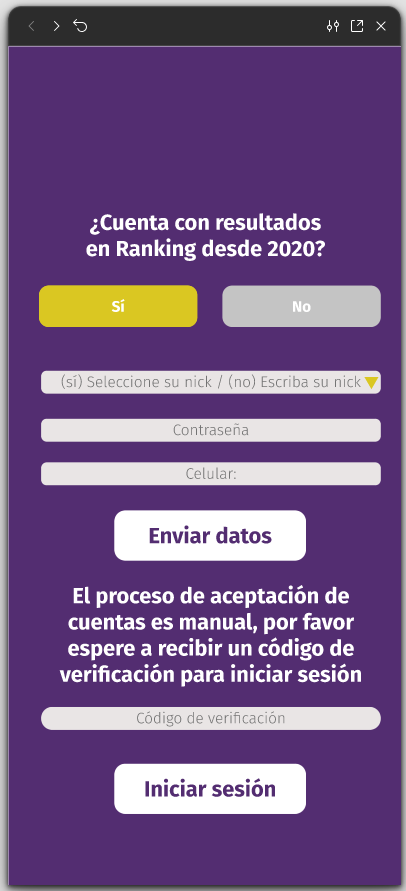 ¿Cuenta con resultados
en Ranking desde 2020?
Sí
No
(sí) Seleccione su nick / (no) Escriba su nick
Contraseña
Celular:
Enviar datos
El proceso de aceptación de
cuentas es manual, por favor
espere a recibir un código de
verificación para iniciar sesión
Código de verificación
Iniciar sesión